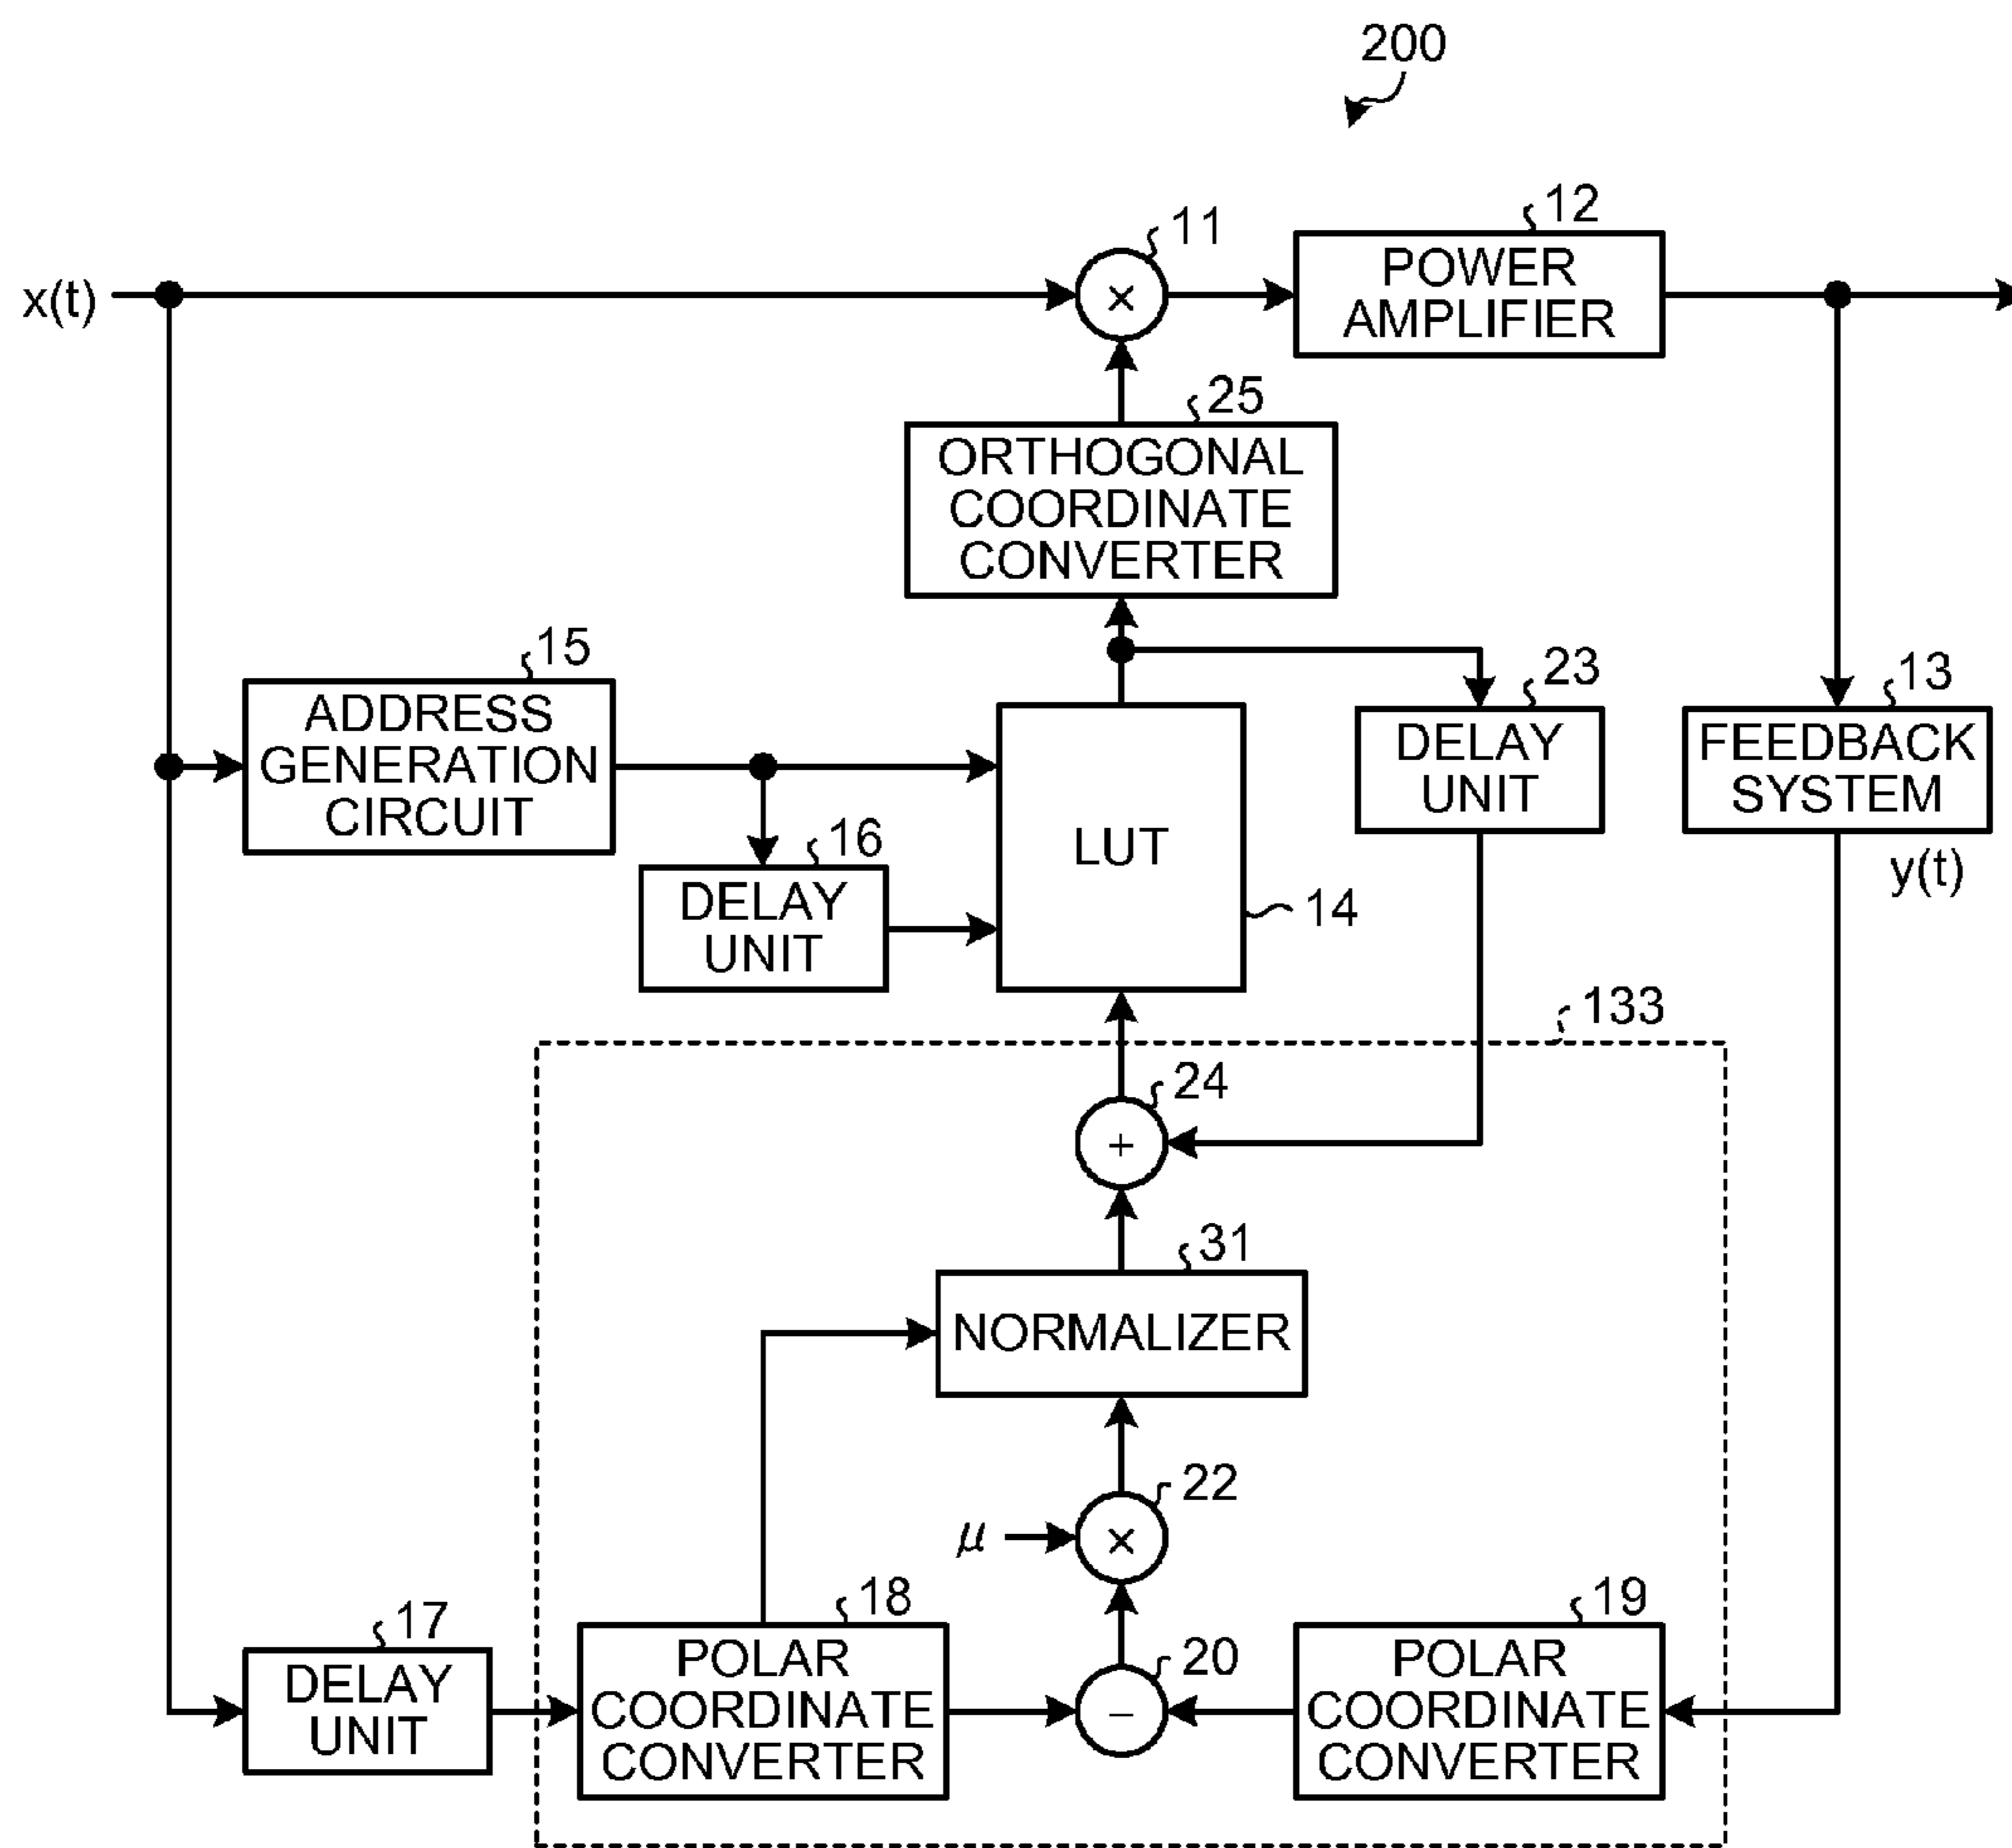 200
11
12
x(t)
×
POWER
AMPLIFIER
25
ORTHOGONAL
COORDINATE
CONVERTER
15
23
13
ADDRESS
GENERATION
CIRCUIT
DELAY
UNIT
FEEDBACK
SYSTEM
16
LUT
y(t)
DELAY
UNIT
14
133
24
+
31
NORMALIZER
22
μ
×
17
18
20
19
DELAY
UNIT
POLAR
COORDINATE
CONVERTER
−
POLAR
COORDINATE
CONVERTER